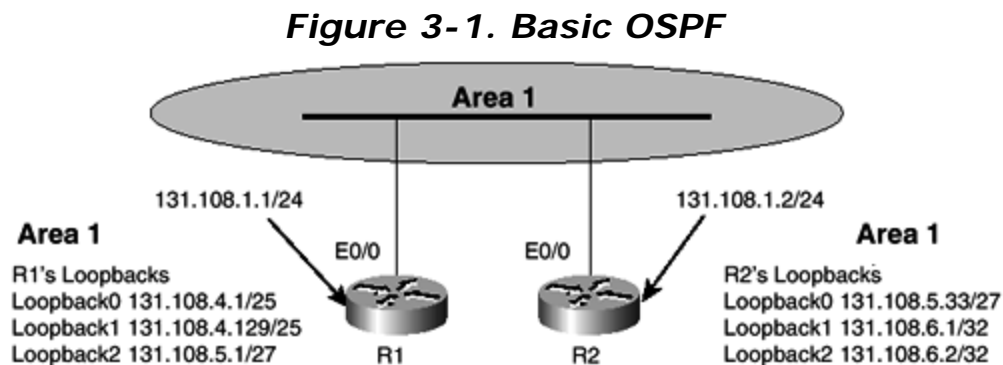 Figure 3-1. Basic OSPF
Area 1
131.108.1.1/24
131.108.1.2/24
Area 1
R1's Loopbacks
Loopback0 131.108.4.1/25
Loopback1 131.108.4.129/25
Loopback2 131.108.5.1/27
E0/0
R1
E0/0
R2
Area 1
R2's Loopbacks
Loopback0 131.108.5.33/27
Loopback1 131.108.6.1/32
Loopback2 131.108.6.2/32